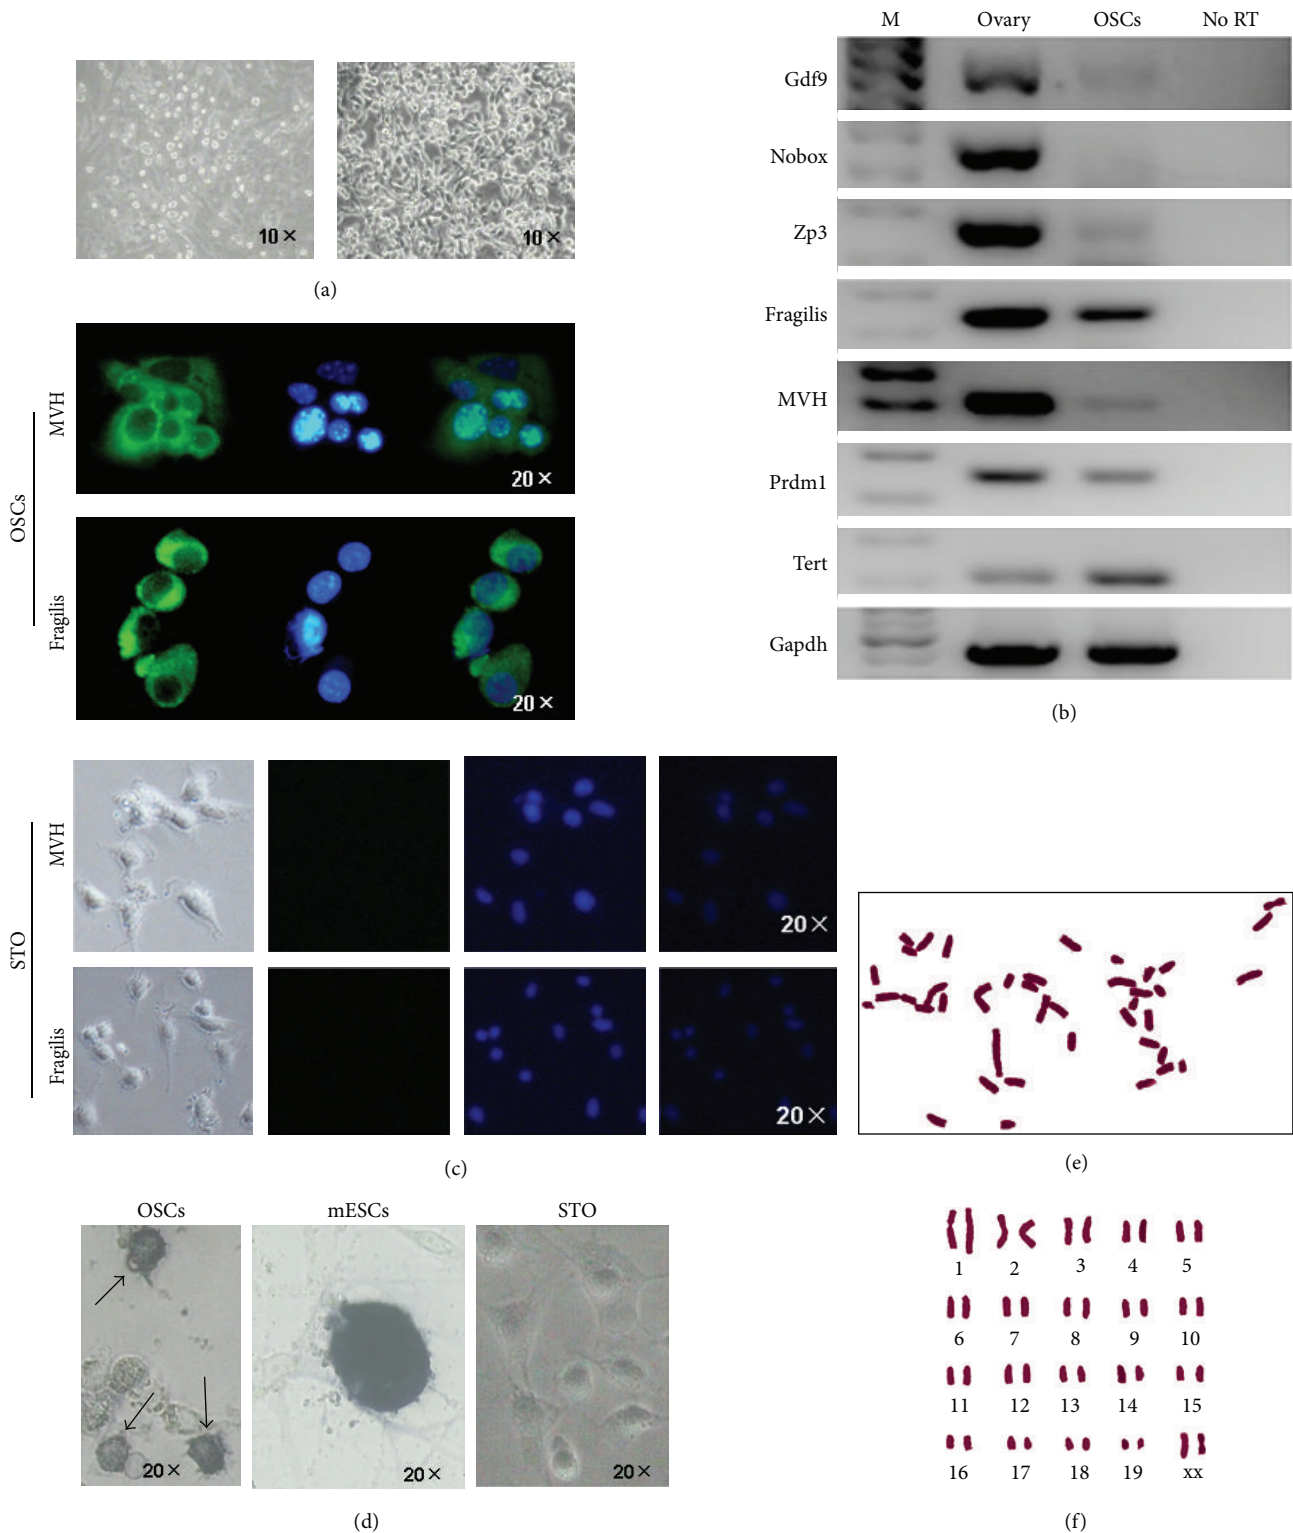 10×
10×
(a)
OSCs
MVH
20×
Fragilis
20×
M Ovary OSCs No RT
Gdf9
Nobox
Zp3
Fragilis
MVH
Prdm1
Tert
Gapdh
(b)
STO
MVH
20×
Fragilis
20×
(c)
(e)
OSCs mESCs STO
20× 20× 20×
(d)
1 2 3 4 5
6 7 8 9 10
11 12 13 14 15
16 17 18 19 xx
(f)